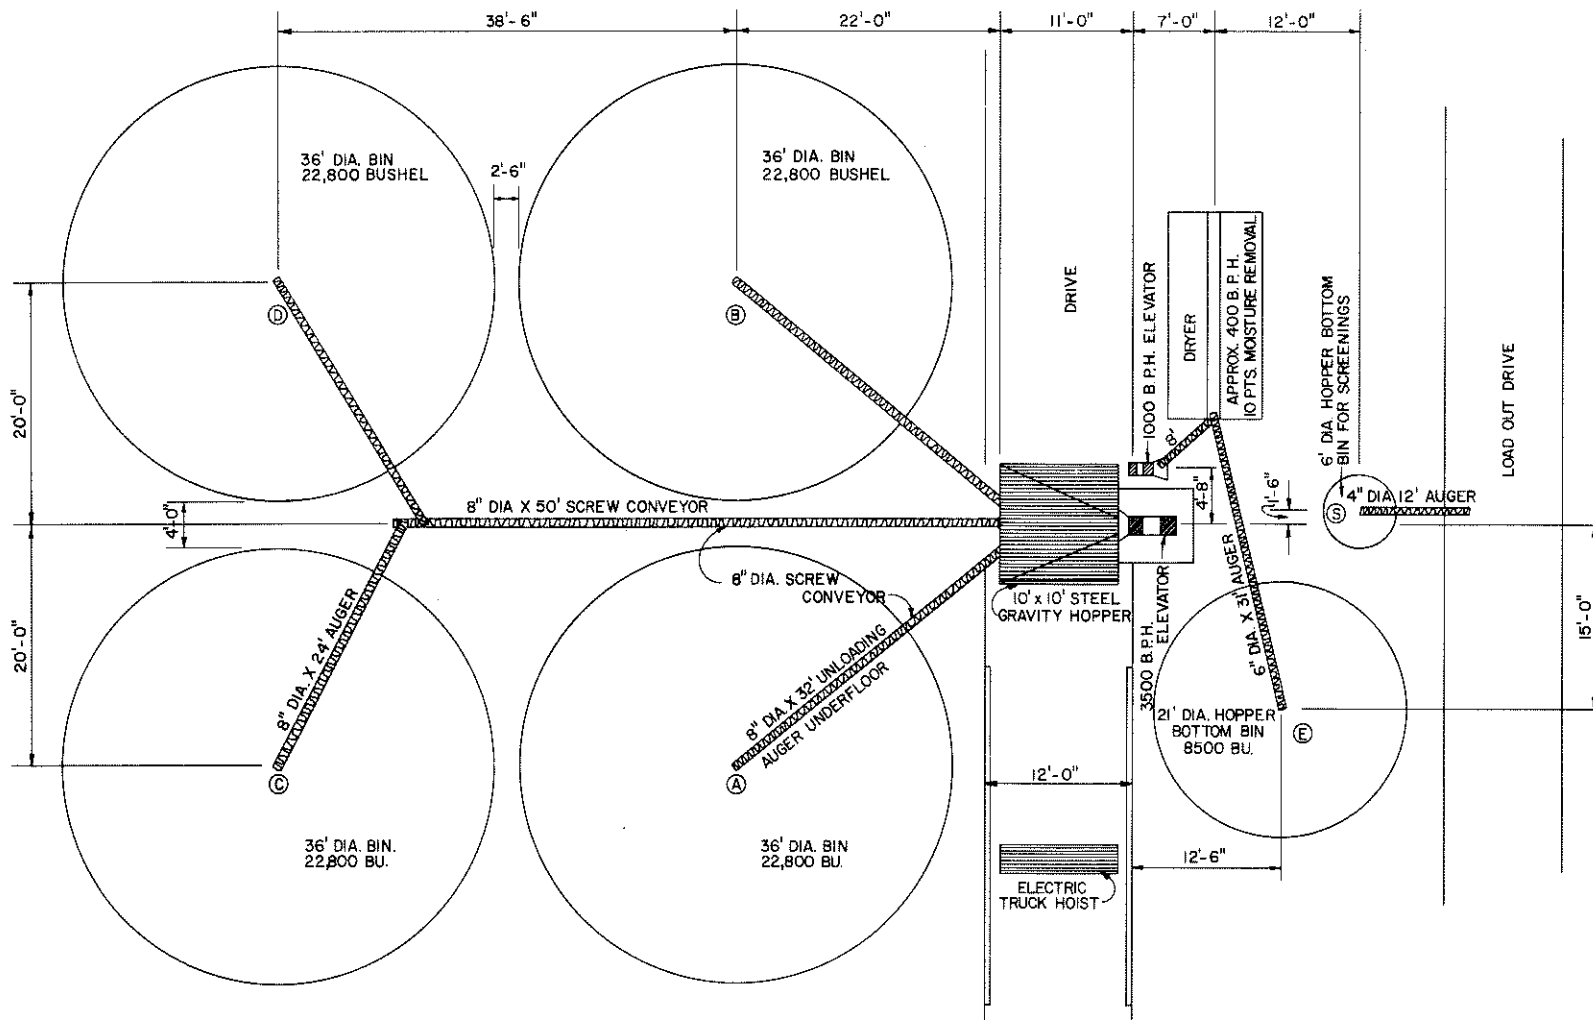 38'-6"
22'-0"
11'-0"
7'-0"
12'-0"
36' DIA. BIN
22,800 BUSHEL
2'-6"
36' DIA. BIN
22,800 BUSHEL
DRIVE
1000 B.P.H. ELEVATOR
DRYER
APPROX. 400 B.P.H.
10 PTS. MOISTURE REMOVAL
6' DIA. HOPPER BOTTOM
BIN FOR SCREENINGS
LOAD OUT DRIVE
D
B
20'-0"
8'
4'-8"
1'-6"
4'-0"
8" DIA X 50' SCREW CONVEYOR
S
4" DIA. 12' AUGER
8" DIA. SCREW
CONVEYOR
10' x 10' STEEL
GRAVITY HOPPER
3500 B.P.H.
ELEVATOR
6" DIA. X 31' AUGER
20'-0"
8" DIA. X 24' AUGER
8" DIA. X 32' UNLOADING
AUGER UNDERFLOOR
15'-0"
21' DIA. HOPPER
BOTTOM BIN
8500 BU.
E
C
A
12'-0"
36' DIA. BIN.
22,800 BU.
36' DIA. BIN
22,800 BU.
12'-6"
ELECTRIC
TRUCK HOIST